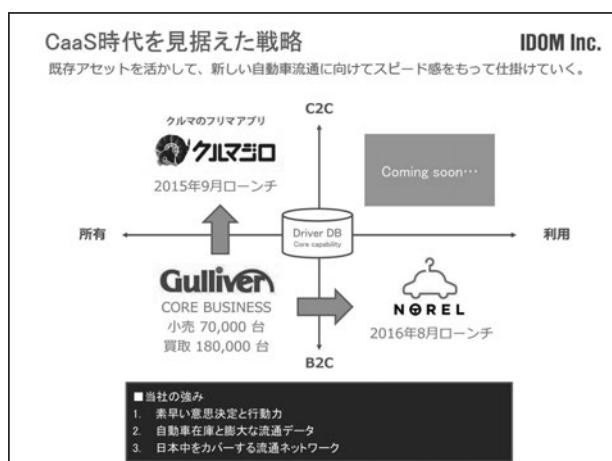 CaaS時代を見据えた戦略
IDOM Inc.
既存アセットを活かして、新しい自動車流通に向けてスピード感をもって仕掛けていく。
C2C
クルマのフリマアプリ
クルマジロ
2015年9月ローンチ
Coming soon…
所有
Driver DB
Core capability
利用
Gulliver
CORE BUSINESS
小売 70,000 台
買取 180,000 台
NOREL
2016年8月ローンチ
B2C
■当社の強み
1. 素早い意思決定と行動力
2. 自動車在庫と膨大な流通データ
3. 日本中をカバーする流通ネットワーク